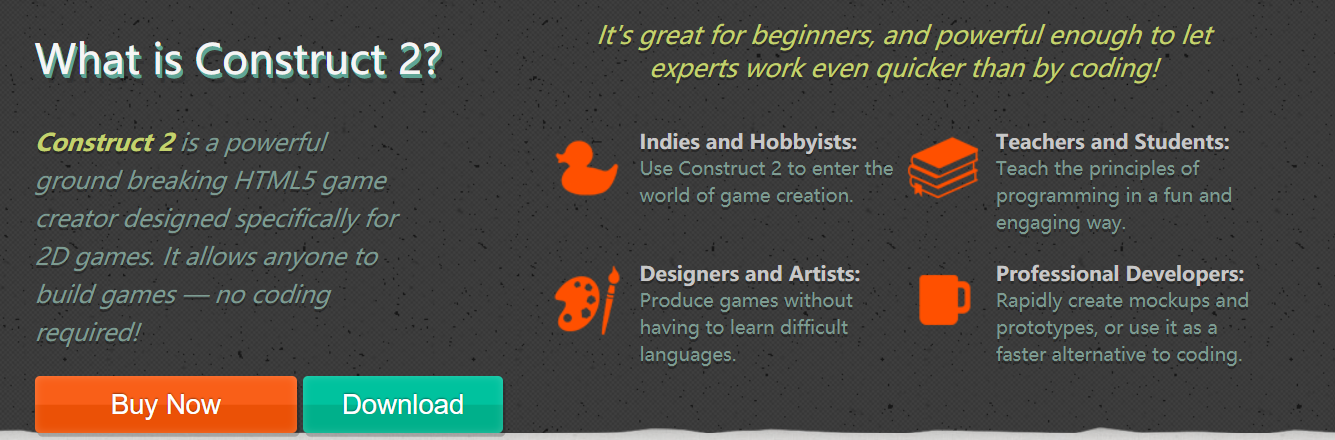 What is Construct 2?
Construct 2 is a powerful
ground breaking HTML5 game
creator designed specifically for
2D games. It allows anyone to
build games — no coding
required!
Buy Now
Download
It's great for beginners, and powerful enough to let
experts work even quicker than by coding!
Indies and Hobbyists:
Use Construct 2 to enter the
world of game creation.
Teachers and Students:
Teach the principles of
programming in a fun and
engaging way.
Designers and Artists:
Produce games without
having to learn difficult
languages.
Professional Developers:
Rapidly create mockups and
prototypes, or use it as a
faster alternative to coding.